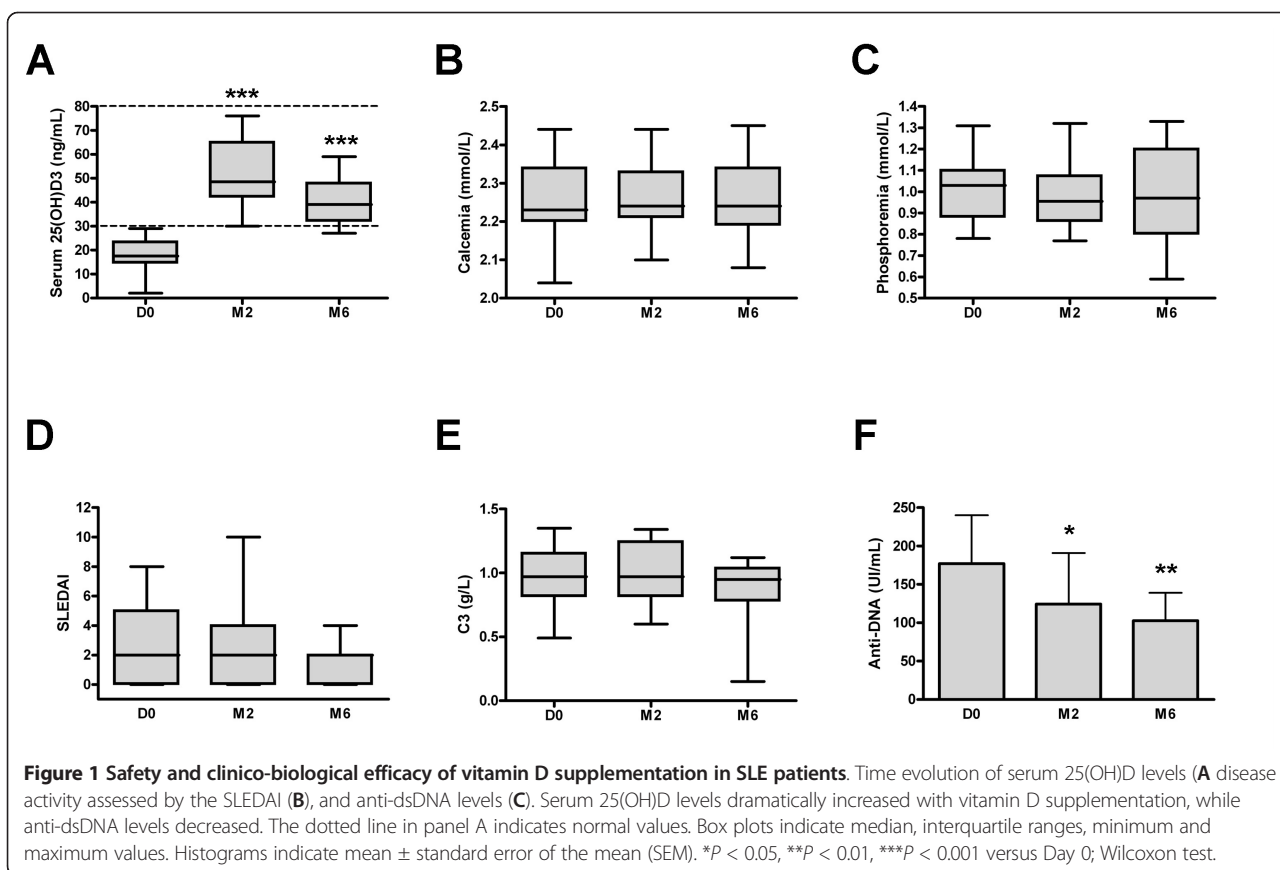 A
B
C
***
***
Serum 25(OH)D3 (ng/mL)
80
70
60
50
40
30
20
10
0
D0 M2 M6
Calcemia (mmol/L)
2.5
2.4
2.3
2.2
2.1
2.0
D0 M2 M6
Phosphoremia (mmol/L)
1.4
1.3
1.2
1.1
1.0
0.9
0.8
0.7
0.6
0.5
D0 M2 M6
D
E
F
SLEDAI
12
10
8
6
4
2
0
D0 M2 M6
C3 (g/L)
1.5
1.0
0.5
0.0
D0 M2 M6
Anti-DNA (UI/mL)
250
200
150
100
50
0
*
**
D0 M2 M6
Figure 1 Safety and clinico-biological efficacy of vitamin D supplementation in SLE patients. Time evolution of serum 25(OH)D levels (A disease
activity assessed by the SLEDAI (B), and anti-dsDNA levels (C). Serum 25(OH)D levels dramatically increased with vitamin D supplementation, while
anti-dsDNA levels decreased. The dotted line in panel A indicates normal values. Box plots indicate median, interquartile ranges, minimum and
maximum values. Histograms indicate mean ± standard error of the mean (SEM). *P < 0.05, **P < 0.01, ***P < 0.001 versus Day 0; Wilcoxon test.